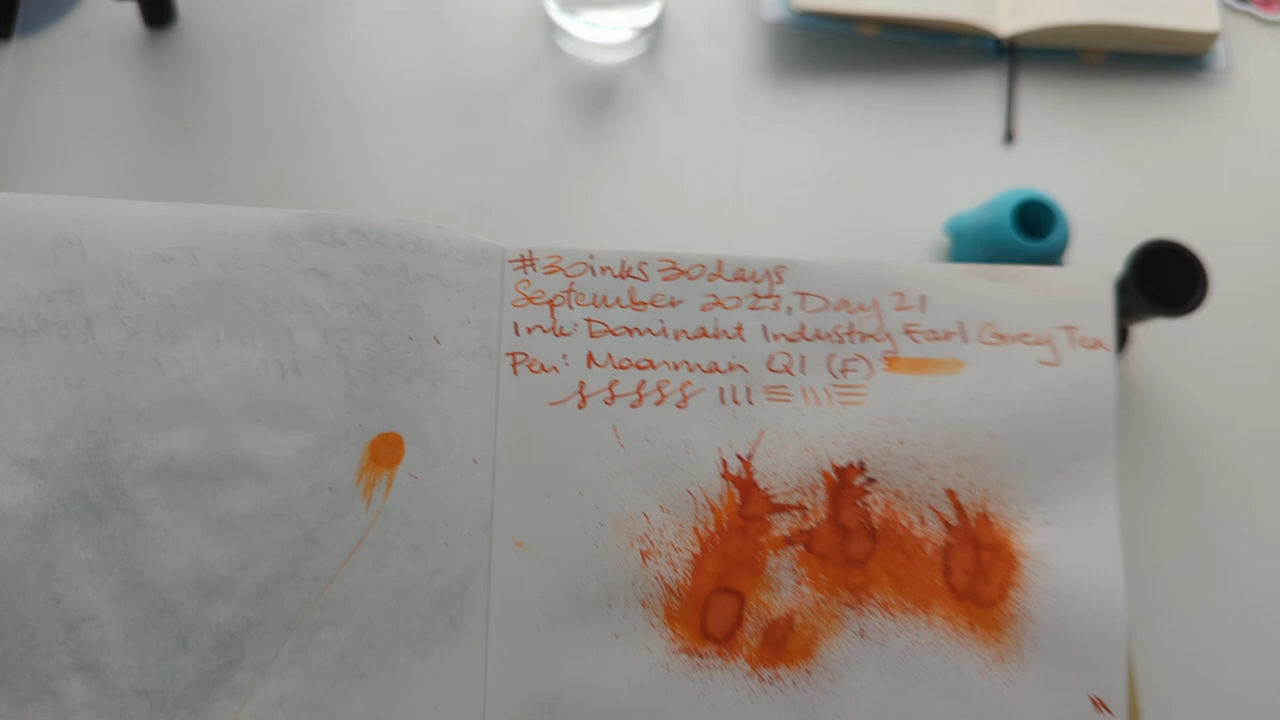 #30inks30days
September 2023, Day 21
Ink: Dominant Industry Earl Grey Tea
Pen: Moonman Q1 (F)